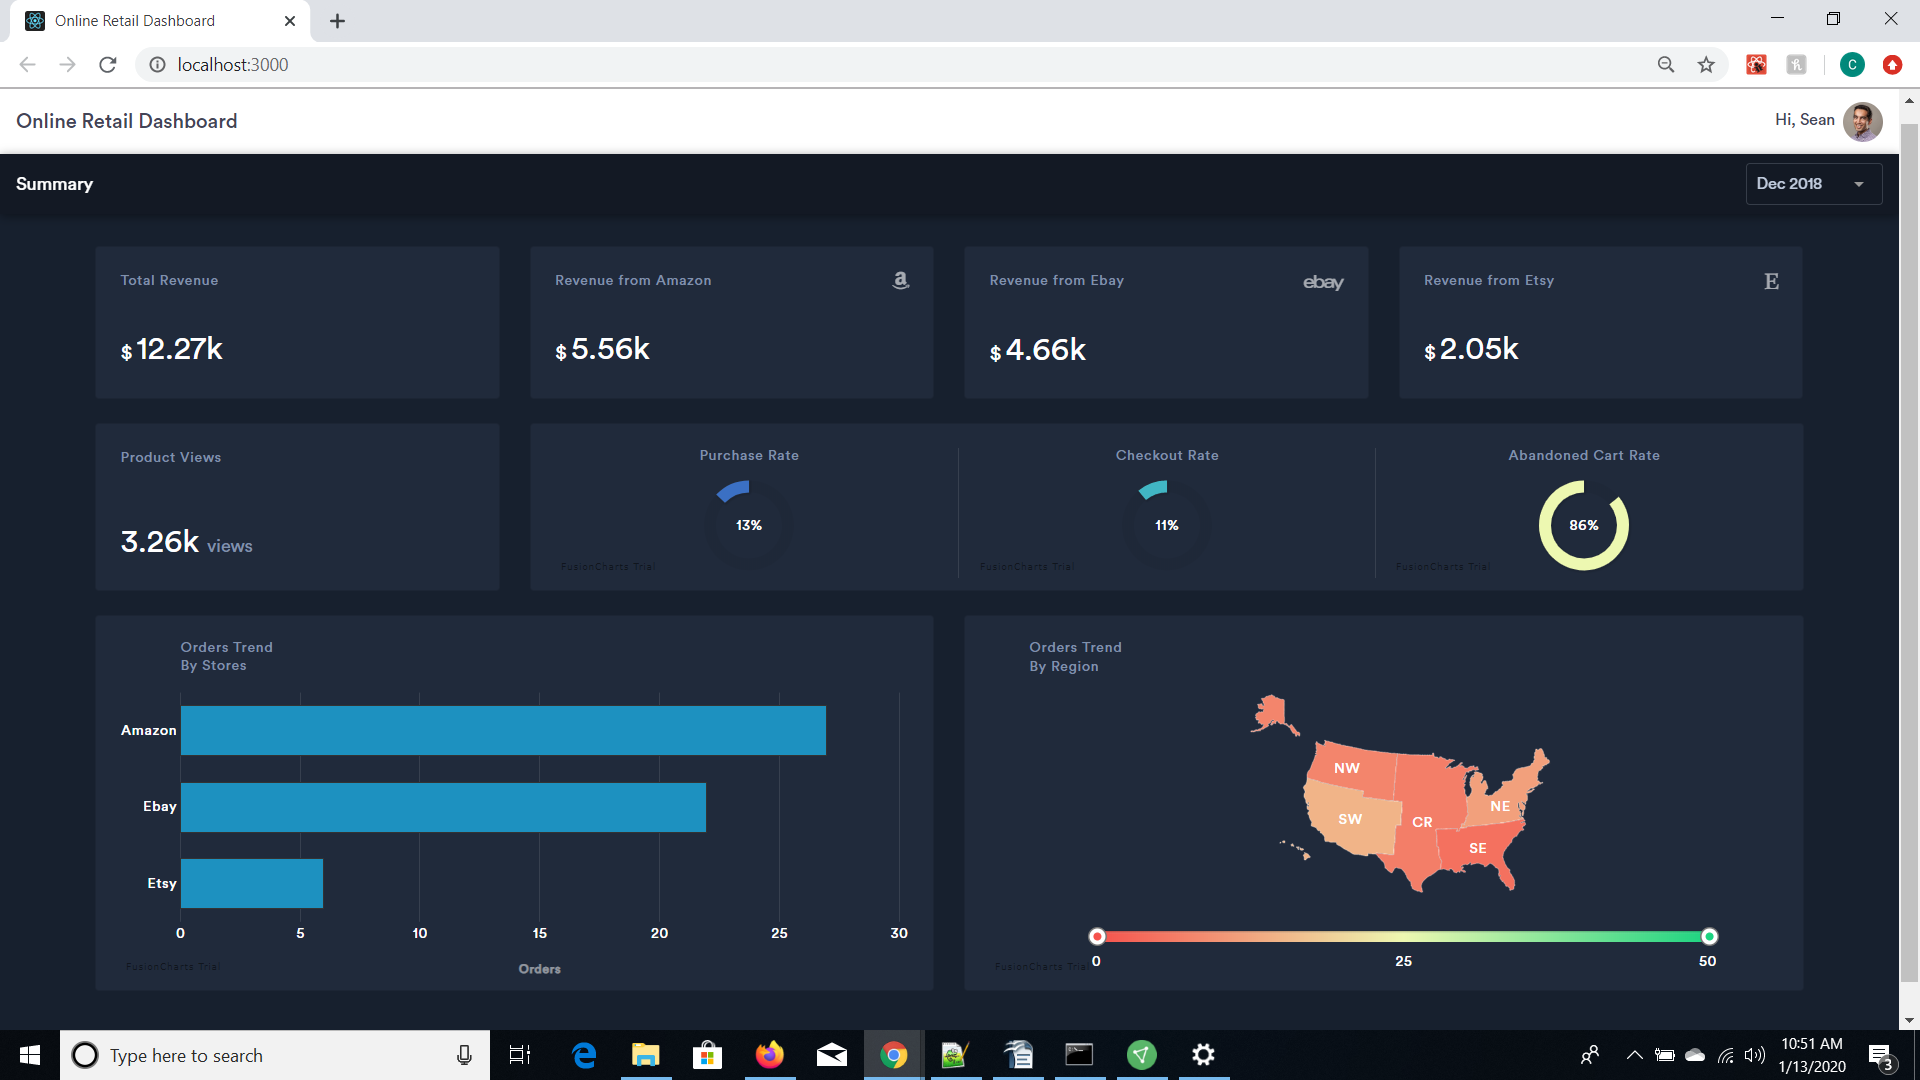 Online Retail Dashboard
localhost:3000
C
Online Retail Dashboard
Hi, Sean
Summary
Dec 2018
Total Revenue
$ 12.27k
Revenue from Amazon
a
$ 5.56k
Revenue from Ebay
ebay
$ 4.66k
Revenue from Etsy
E
$ 2.05k
Product Views
3.26k views
Purchase Rate
13%
FusionCharts Trial
Checkout Rate
11%
FusionCharts Trial
Abandoned Cart Rate
86%
FusionCharts Trial
Orders Trend
By Stores
Amazon
Ebay
Etsy
0 5 10 15 20 25 30
Orders
FusionCharts Trial
Orders Trend
By Region
NW
NE
SW
CR
SE
0 25 50
FusionCharts Trial
Type here to search
10:51 AM
1/13/2020
3